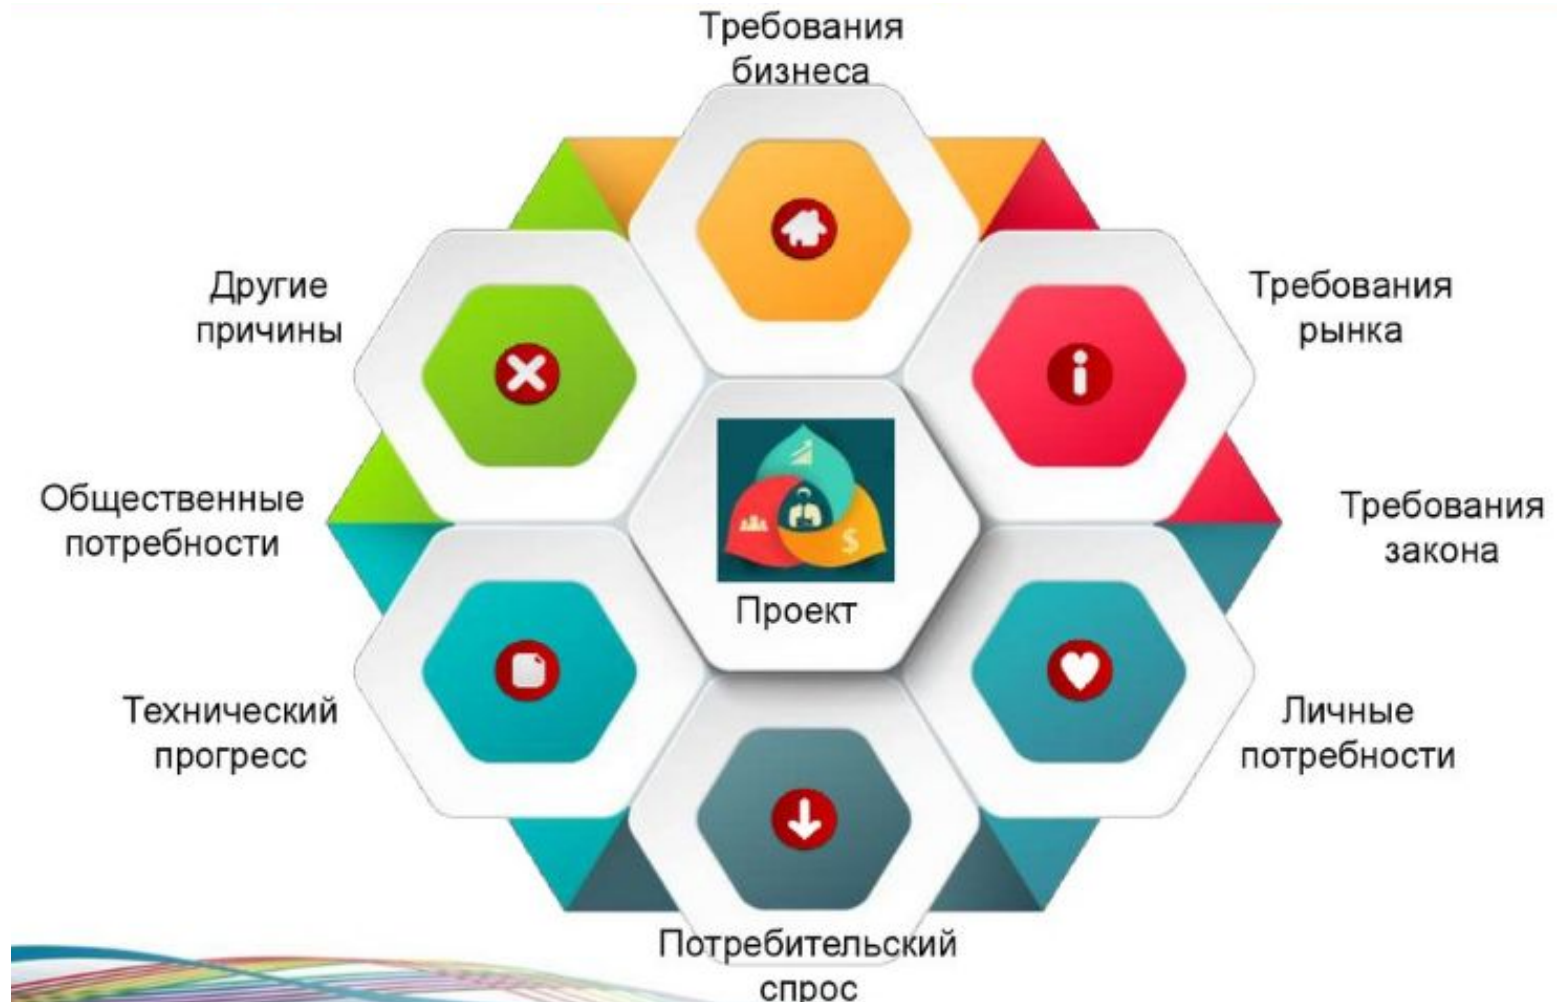 Требования
бизнеса
Другие
причины
Требования
рынка
Общественные
потребности
Требования
закона
$
Проект
Технический
прогресс
Личные
потребности
Потребительский
спрос